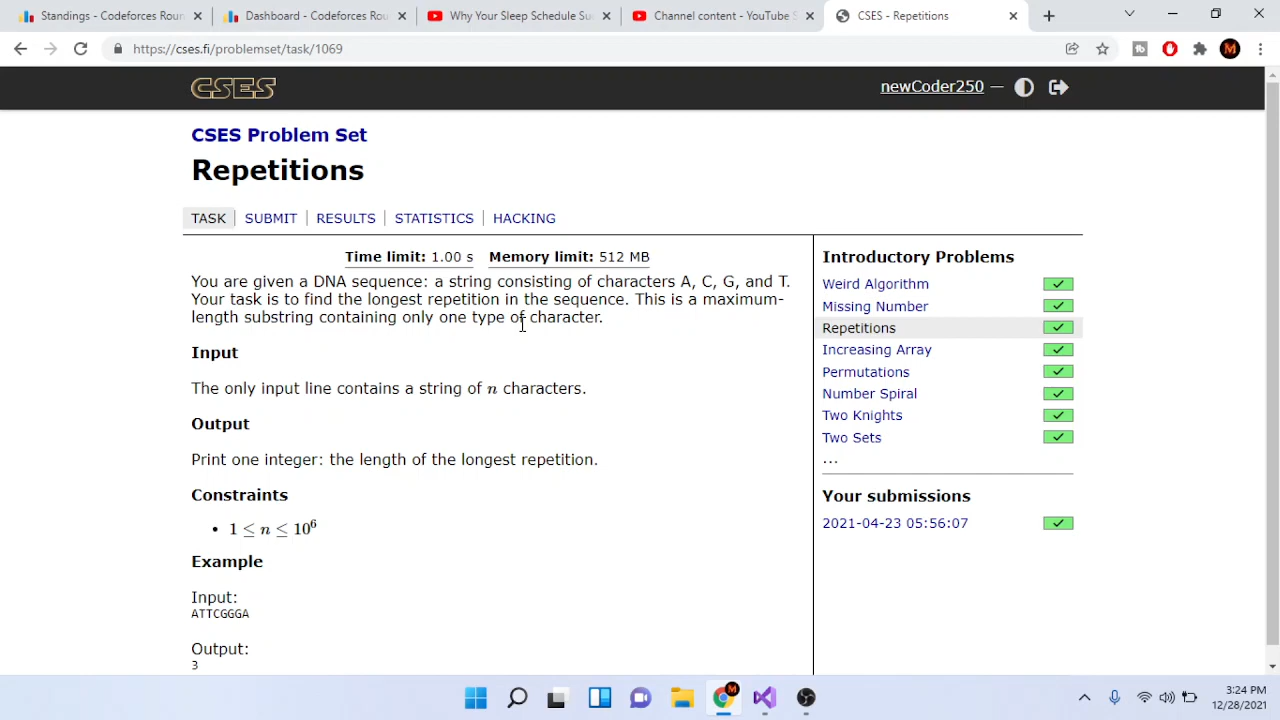 Standings - Codeforces Roun
Dashboard - Codeforces Rou
Why Your Sleep Schedule Suc
Channel content - YouTube S
CSES - Repetitions
https://cses.fi/problemset/task/1069
M
CSES
newCoder250 —
CSES Problem Set
Repetitions
TASK | SUBMIT | RESULTS | STATISTICS | HACKING
Time limit: 1.00 s Memory limit: 512 MB
You are given a DNA sequence: a string consisting of characters A, C, G, and T.
Your task is to find the longest repetition in the sequence. This is a maximum-
length substring containing only one type of character.
Input
The only input line contains a string of n characters.
Output
Print one integer: the length of the longest repetition.
Constraints
• 1 ≤ n ≤ 10⁶
Example
Input:
ATTCGGGA
Output:
3
Introductory Problems
Weird Algorithm
Missing Number
Repetitions
Increasing Array
Permutations
Number Spiral
Two Knights
Two Sets
...
Your submissions
2021-04-23 05:56:07
M
3:24 PM
12/28/2021